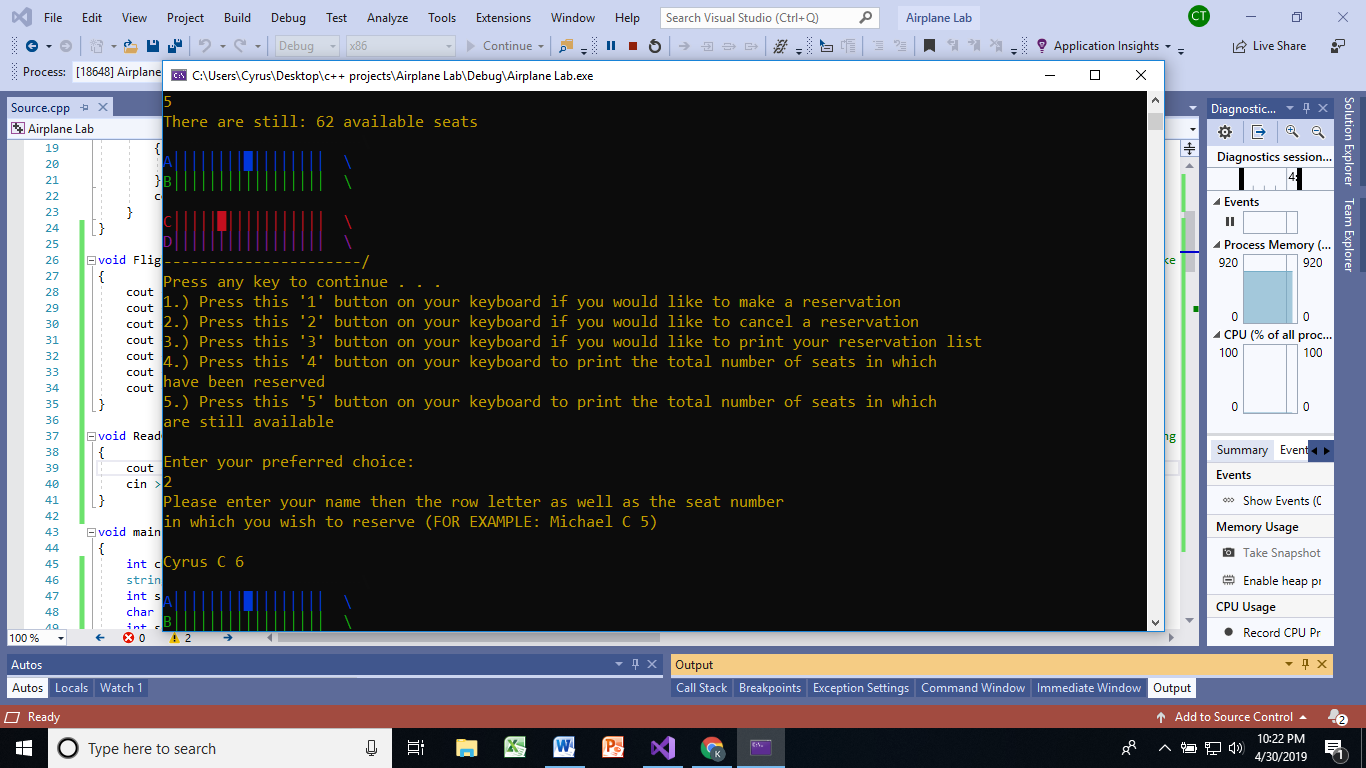 File Edit View Project Build Debug Test Analyze Tools Extensions Window Help Search Visual Studio (Ctrl+Q) Airplane Lab CT
Debug x86 Continue Application Insights Live Share
Process: [18648] Airplane
C:\Users\Cyrus\Desktop\c++ projects\Airplane Lab\Debug\Airplane Lab.exe
Source.cpp
Airplane Lab
5
There are still: 62 available seats
A|||||||| |||||||| \
B||||||||||||||||| \
C||||| ||||||||||| \
D||||||||||||||||| \
----------------------/
Press any key to continue . . .
1.) Press this '1' button on your keyboard if you would like to make a reservation
2.) Press this '2' button on your keyboard if you would like to cancel a reservation
3.) Press this '3' button on your keyboard if you would like to print your reservation list
4.) Press this '4' button on your keyboard to print the total number of seats in which
have been reserved
5.) Press this '5' button on your keyboard to print the total number of seats in which
are still available
Enter your preferred choice:
2
Please enter your name then the row letter as well as the seat number
in which you wish to reserve (FOR EXAMPLE: Michael C 5)
Cyrus C 6
A|||||||| |||||||| \
B||||||||||||||||| \
19 {
20
21 }
22 co
23 }
24 }
25
26 void Flig
27 {
28 cout
29 cout
30 cout
31 cout
32 cout
33 cout
34 cout
35 }
36
37 void Read
38 {
39 cout
40 cin >
41 }
42
43 void main
44 {
45 int c
46 strin
47 int s
48 char
49 int s
ke
ng
100 % 0 2
Diagnostic...
Diagnostics session...
4:
Events
Process Memory (...
920 920
0 0
CPU (% of all proc...
100 100
0 0
Summary Event
Events
Show Events (
Memory Usage
Take Snapshot
Enable heap pr
CPU Usage
Record CPU Pr
Solution Explorer
Team Explorer
Autos
Autos Locals Watch 1
Output
Call Stack Breakpoints Exception Settings Command Window Immediate Window Output
Ready Add to Source Control 2
Type here to search
10:22 PM
4/30/2019
1